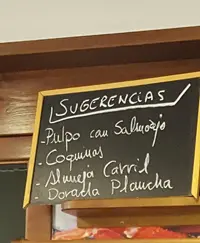 SUGERENCIAS
- Pulpo con Salmorejo
- Coquinas
- Almeja Carril
- Dorada Plancha